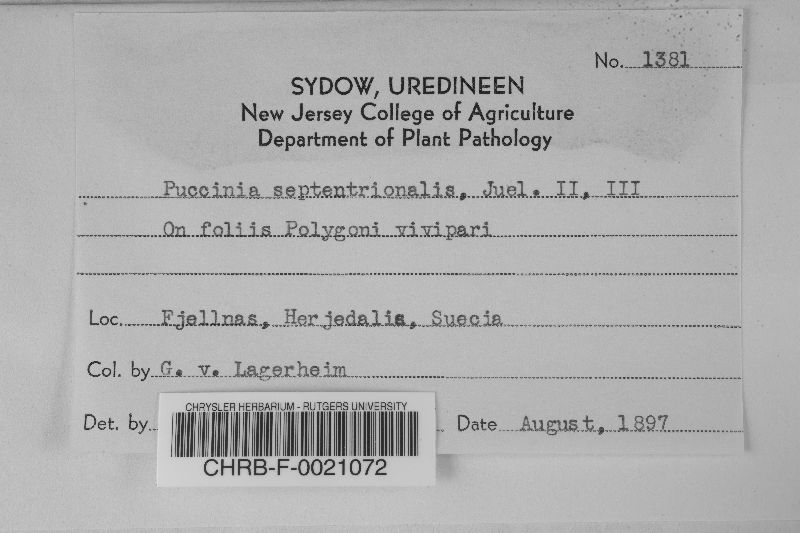 No. 1381
SYDOW, UREDINEEN
New Jersey College of Agriculture
Department of Plant Pathology
Puccinia septentrionalis, Juel. II, III
On foliis Polygoni vivipari
Loc. Fjellnas, Herjedalia, Suecia
Col. by G. v. Lagerheim
Det. by
Date August, 1897
CHRYSLER HERBARIUM - RUTGERS UNIVERSITY
CHRB-F-0021072